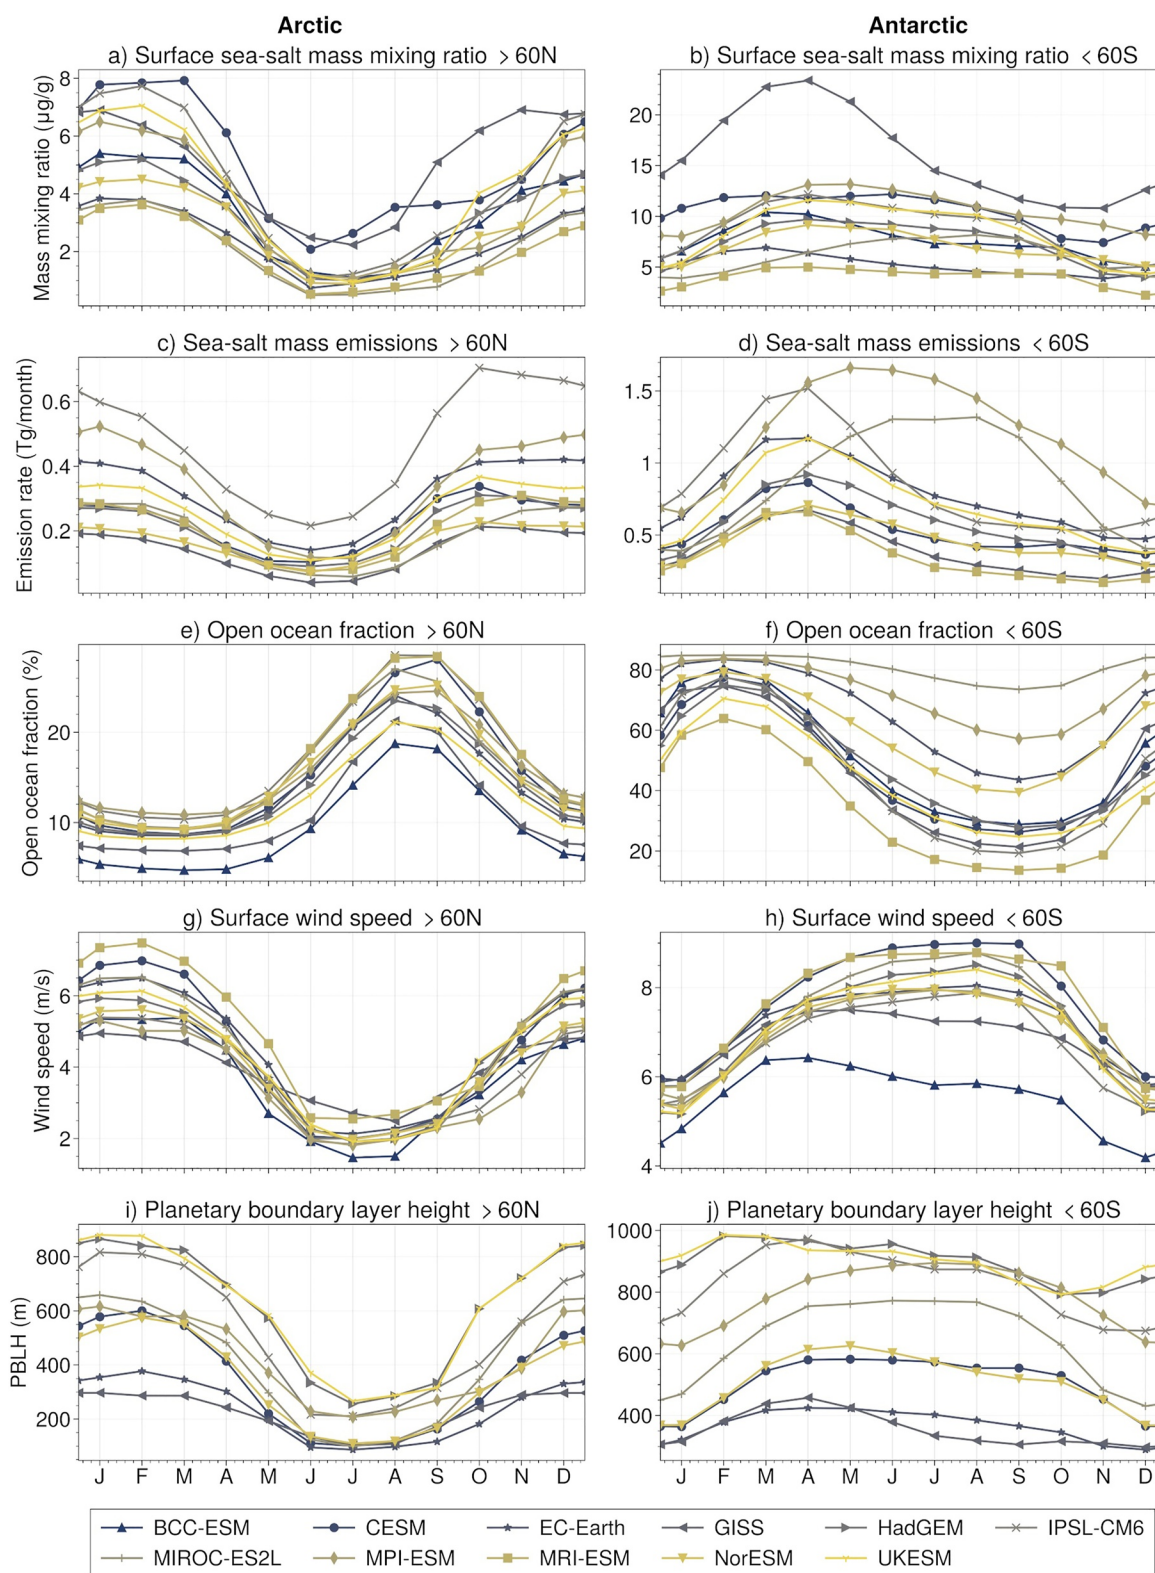 Arctic
Antarctic
a) Surface sea-salt mass mixing ratio > 60N
b) Surface sea-salt mass mixing ratio < 60S
Mass mixing ratio (µg/g)
8
6
4
2
20
15
10
5
c) Sea-salt mass emissions > 60N
d) Sea-salt mass emissions < 60S
Emission rate (Tg/month)
0.6
0.4
0.2
1.5
1
0.5
e) Open ocean fraction > 60N
f) Open ocean fraction < 60S
Open ocean fraction (%)
20
10
80
60
40
20
g) Surface wind speed > 60N
h) Surface wind speed < 60S
Wind speed (m/s)
6
4
2
8
6
4
i) Planetary boundary layer height > 60N
j) Planetary boundary layer height < 60S
PBLH (m)
800
600
400
200
1000
800
600
400
J F M A M J J A S O N D
J F M A M J J A S O N D
BCC-ESM CESM EC-Earth GISS HadGEM IPSL-CM6
MIROC-ES2L MPI-ESM MRI-ESM NorESM UKESM